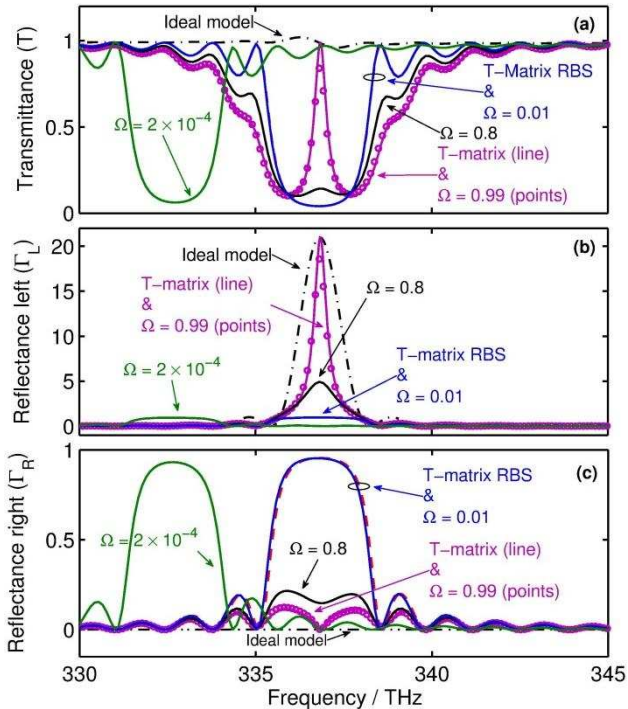 (a)
Ideal model
1
0.5
0
Transmittance (T)
Ω = 2 × 10⁻⁴
T−Matrix RBS
&
Ω = 0.01
Ω = 0.8
T−matrix (line)
&
Ω = 0.99 (points)
(b)
20
15
10
5
0
Reflectance left (Γ_L)
Ideal model
T−matrix (line)
&
Ω = 0.99 (points)
Ω = 0.8
Ω = 2 × 10⁻⁴
T−matrix RBS
&
Ω = 0.01
(c)
1
0.5
0
Reflectance right (Γ_R)
Ω = 2 × 10⁻⁴
T−matrix RBS
&
Ω = 0.01
Ω = 0.8
T−matrix (line)
&
Ω = 0.99 (points)
Ideal model
330
335
340
345
Frequency / THz